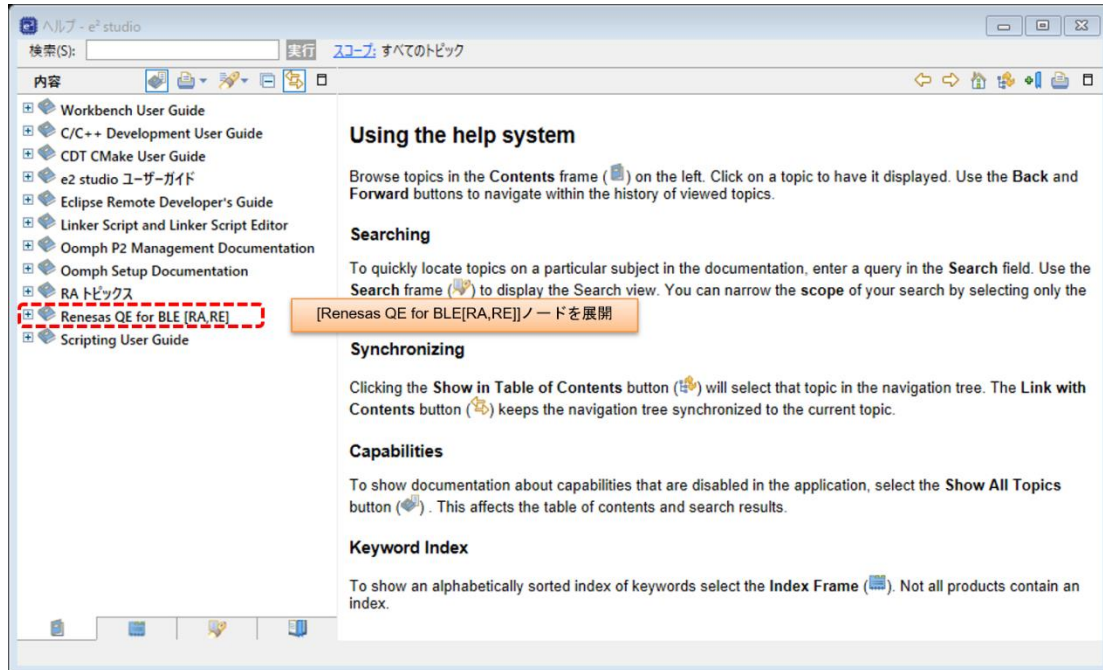 ヘルプ - e² studio
検索(S):
実行
スコープ: すべてのトピック
内容
Workbench User Guide
C/C++ Development User Guide
CDT CMake User Guide
e2 studio ユーザーガイド
Eclipse Remote Developer's Guide
Linker Script and Linker Script Editor
Oomph P2 Management Documentation
Oomph Setup Documentation
RA トピックス
Renesas QE for BLE [RA,RE]
Scripting User Guide
[Renesas QE for BLE[RA,RE]]ノードを展開
Using the help system
Browse topics in the Contents frame ( ) on the left. Click on a topic to have it displayed. Use the Back and
Forward buttons to navigate within the history of viewed topics.
Searching
To quickly locate topics on a particular subject in the documentation, enter a query in the Search field. Use the
Search frame ( ) to display the Search view. You can narrow the scope of your search by selecting only the
Synchronizing
Clicking the Show in Table of Contents button ( ) will select that topic in the navigation tree. The Link with
Contents button ( ) keeps the navigation tree synchronized to the current topic.
Capabilities
To show documentation about capabilities that are disabled in the application, select the Show All Topics
button ( ) . This affects the table of contents and search results.
Keyword Index
To show an alphabetically sorted index of keywords select the Index Frame ( ). Not all products contain an
index.